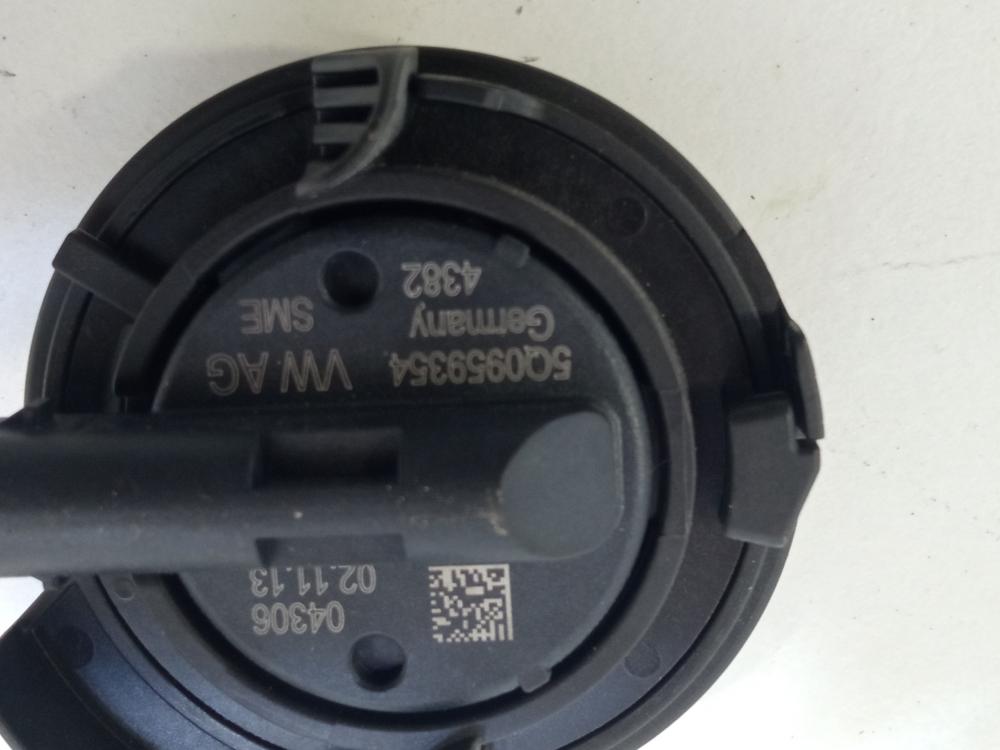 04306
02.11.13
5Q0959354 VW AG
Germany SME
4382